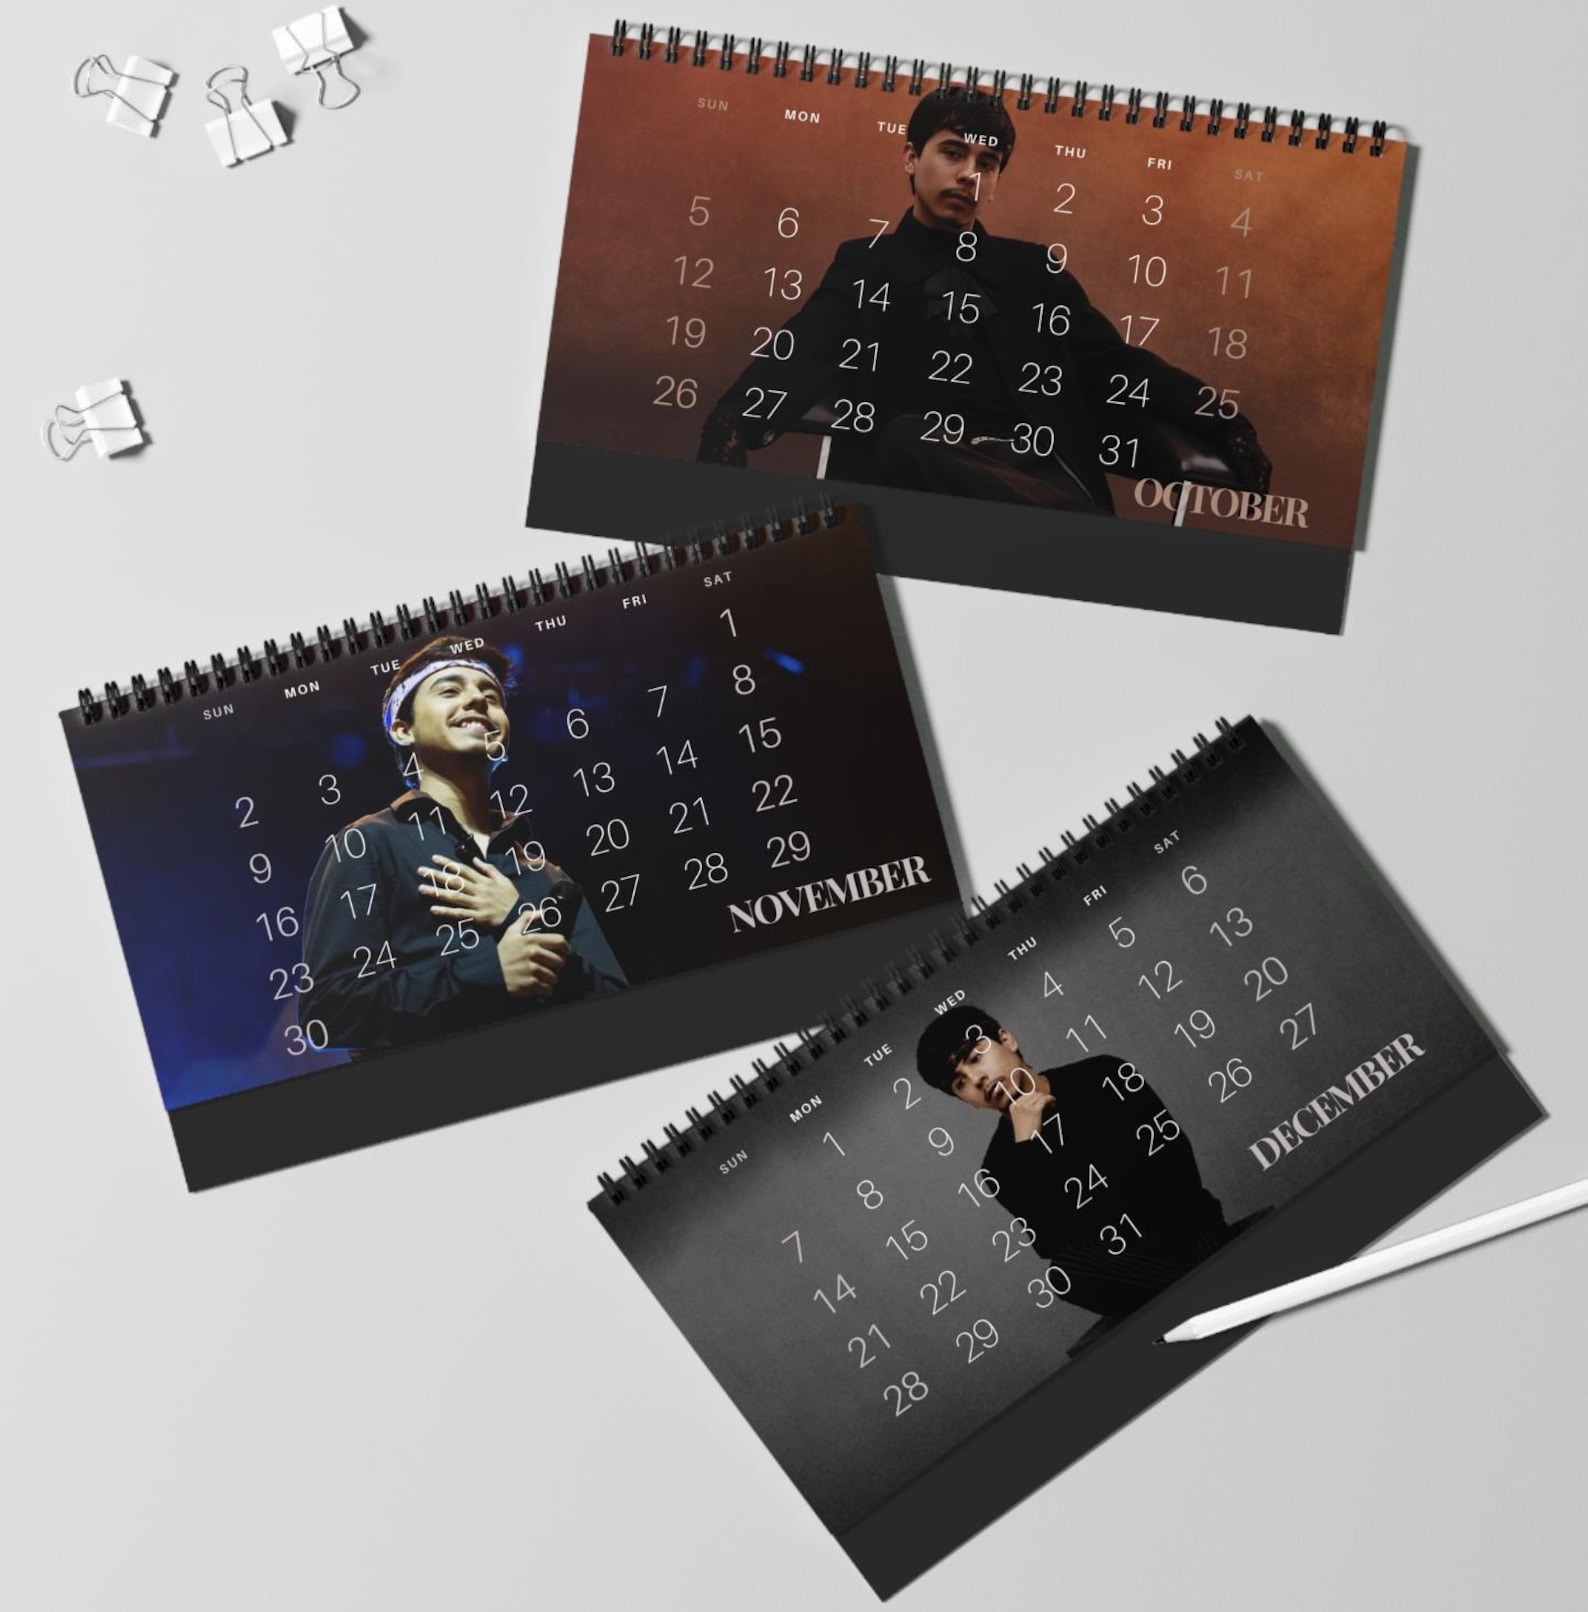 SUN MON TUE WED THU FRI SAT
1 2 3 4
5 6 7 8 9 10 11
12 13 14 15 16 17 18
19 20 21 22 23 24 25
26 27 28 29 30 31
OCTOBER
SUN MON TUE WED THU FRI SAT
1
2 3 4 5 6 7 8
9 10 11 12 13 14 15
16 17 18 19 20 21 22
23 24 25 26 27 28 29
30
NOVEMBER
SUN MON TUE WED THU FRI SAT
1 2 3 4 5 6
7 8 9 10 11 12 13
14 15 16 17 18 19 20
21 22 23 24 25 26 27
28 29 30 31
DECEMBER